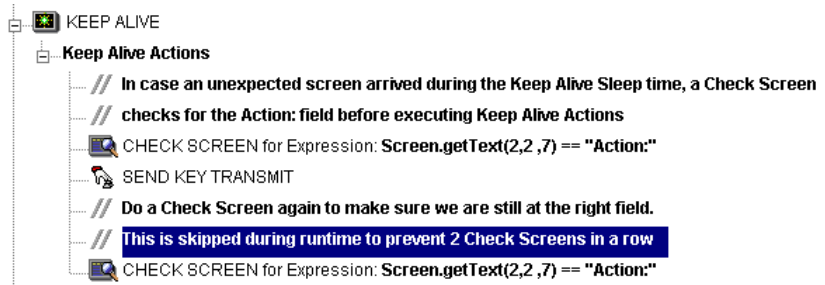 KEEP ALIVE
Keep Alive Actions
// In case an unexpected screen arrived during the Keep Alive Sleep time, a Check Screen
// checks for the Action: field before executing Keep Alive Actions
CHECK SCREEN for Expression: Screen.getText(2,2 ,7) == "Action:"
SEND KEY TRANSMIT
// Do a Check Screen again to make sure we are still at the right field.
// This is skipped during runtime to prevent 2 Check Screens in a row
CHECK SCREEN for Expression: Screen.getText(2,2 ,7) == "Action:"